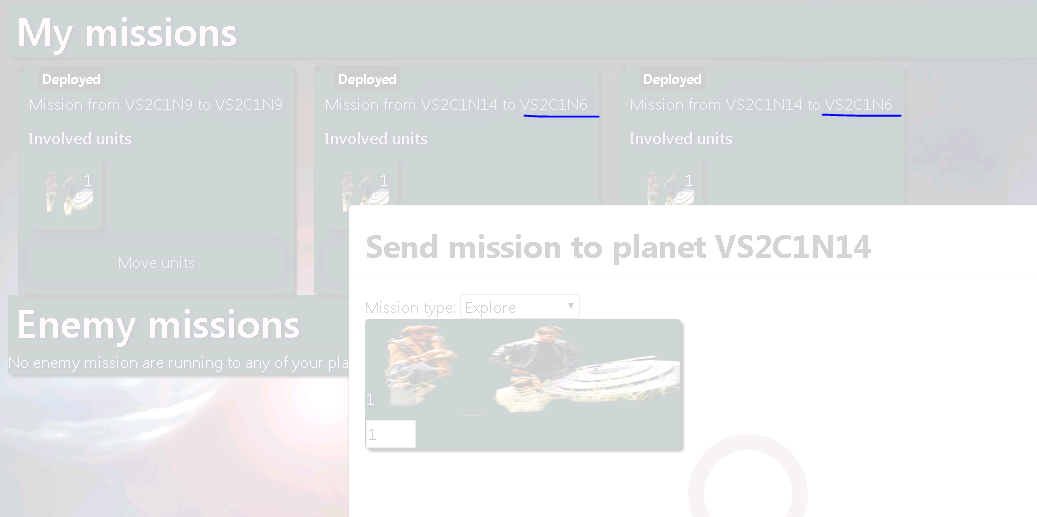 My missions
Deployed
Mission from VS2C1N9 to VS2C1N9
Involved units
1
Move units
Deployed
Mission from VS2C1N14 to VS2C1N6
Involved units
1
Deployed
Mission from VS2C1N14 to VS2C1N6
Involved units
1
Enemy missions
No enemy mission are running to any of your pla
Send mission to planet VS2C1N14
Mission type: Explore
1
1